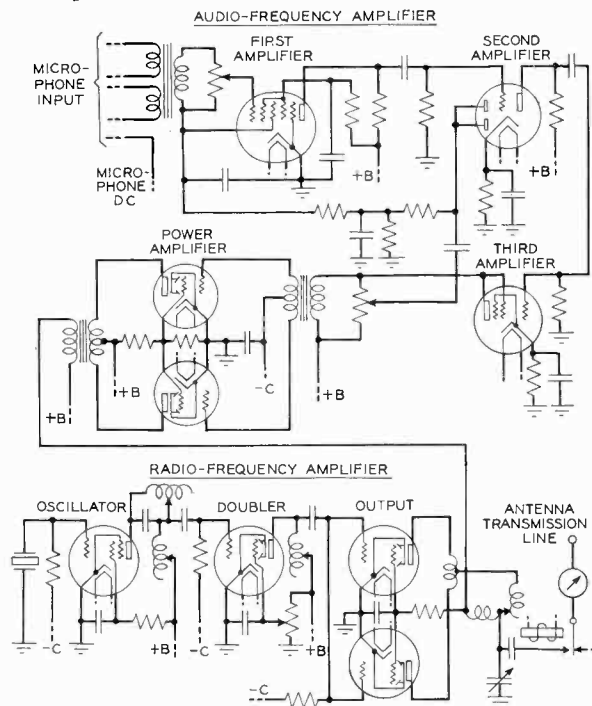 AUDIO-FREQUENCY AMPLIFIER
FIRST
AMPLIFIER
SECOND
AMPLIFIER
MICRO-
PHONE
INPUT
MICRO-
PHONE
DC
+B
+B
POWER
AMPLIFIER
THIRD
AMPLIFIER
+B
+B
-C
+B
RADIO-FREQUENCY AMPLIFIER
OSCILLATOR
DOUBLER
OUTPUT
ANTENNA
TRANSMISSION
LINE
-C
+B
-C
+B
-C